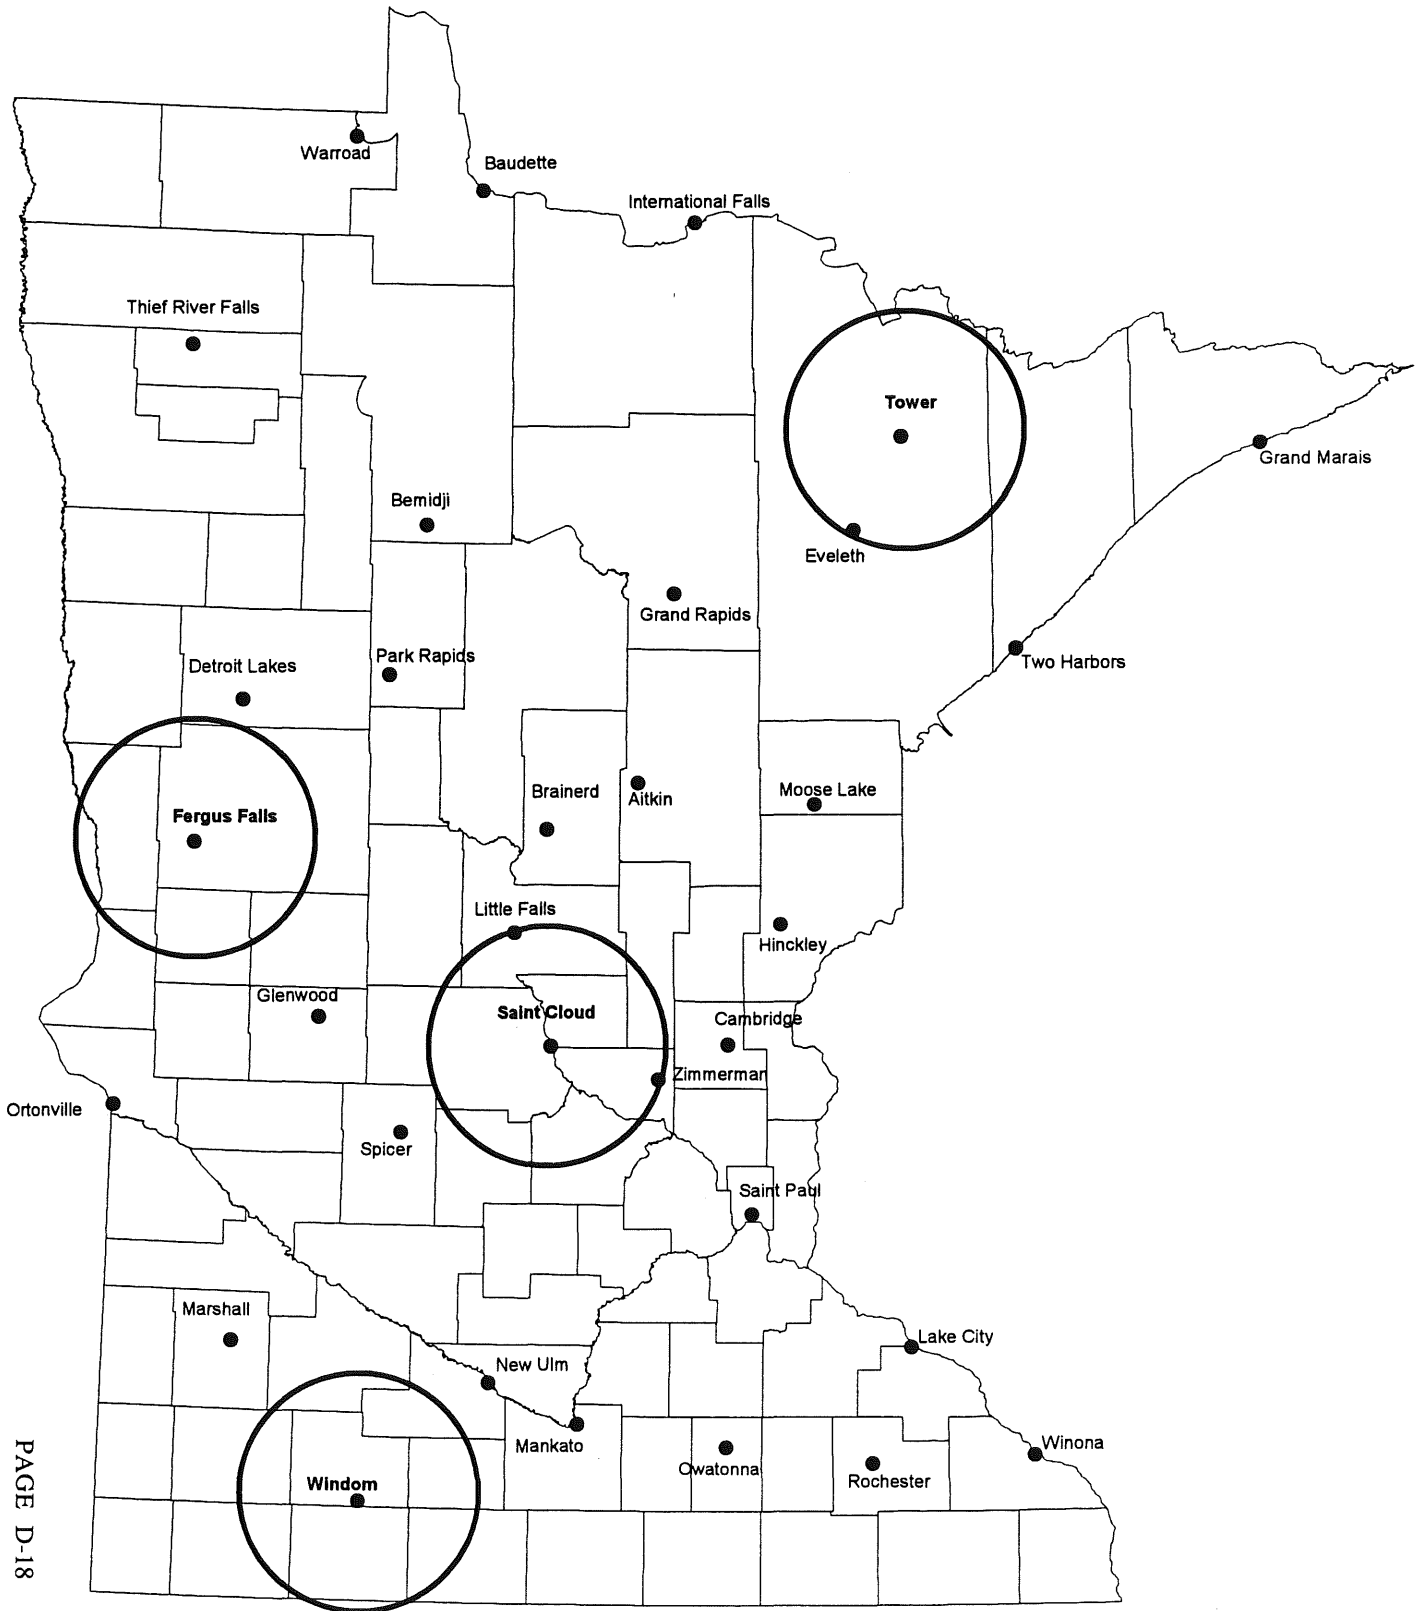 Warroad
Baudette
International Falls
Thief River Falls
Tower
Grand Marais
Bemidji
Eveleth
Grand Rapids
Detroit Lakes
Park Rapids
Two Harbors
Fergus Falls
Brainerd
Aitkin
Moose Lake
Little Falls
Hinckley
Glenwood
Saint Cloud
Cambridge
Zimmerman
Ortonville
Spicer
Saint Paul
Marshall
Lake City
New Ulm
Mankato
Owatonna
Winona
Rochester
Windom
PAGE D-18